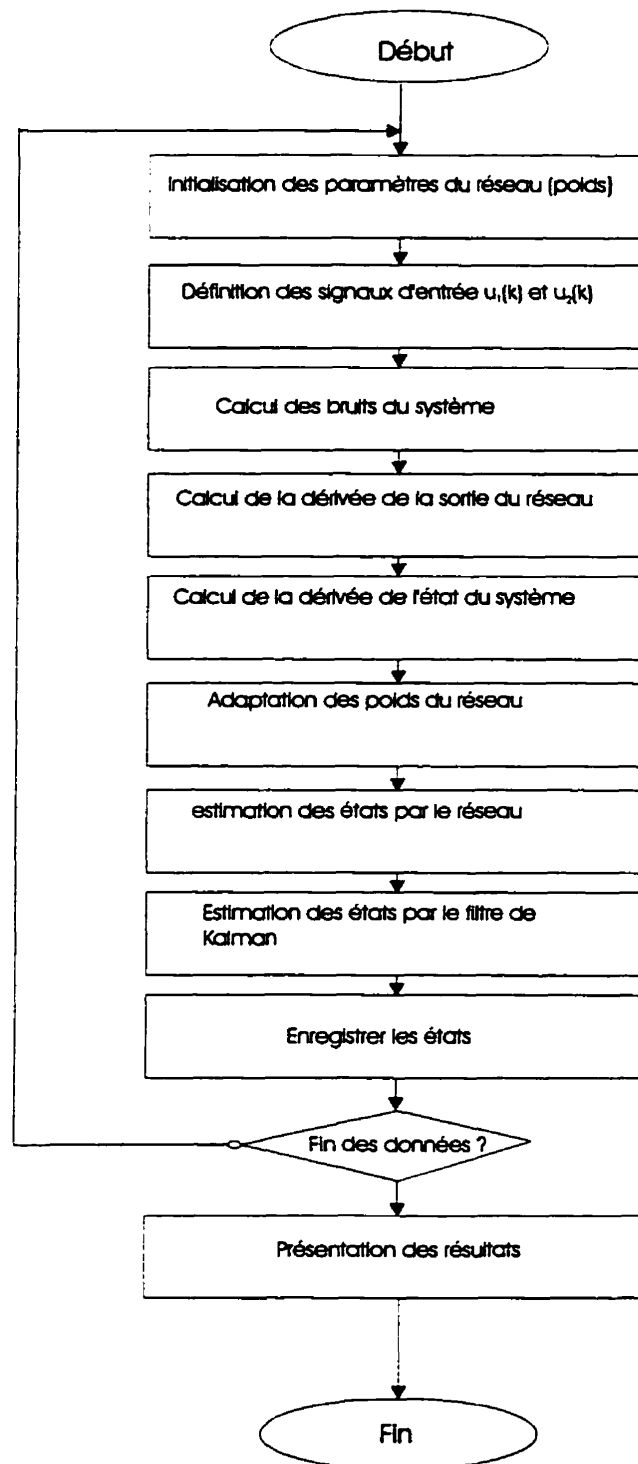 Début
Initialisation des paramètres du réseau (poids)
Définition des signaux d'entrée u₁(k) et u₂(k)
Calcul des bruits du système
Calcul de la dérivée de la sortie du réseau
Calcul de la dérivée de l'état du système
Adaptation des poids du réseau
estimation des états par le réseau
Estimation des états par le filtre de
Kalman
Enregistrer les états
Fin des données ?
Présentation des résultats
Fin